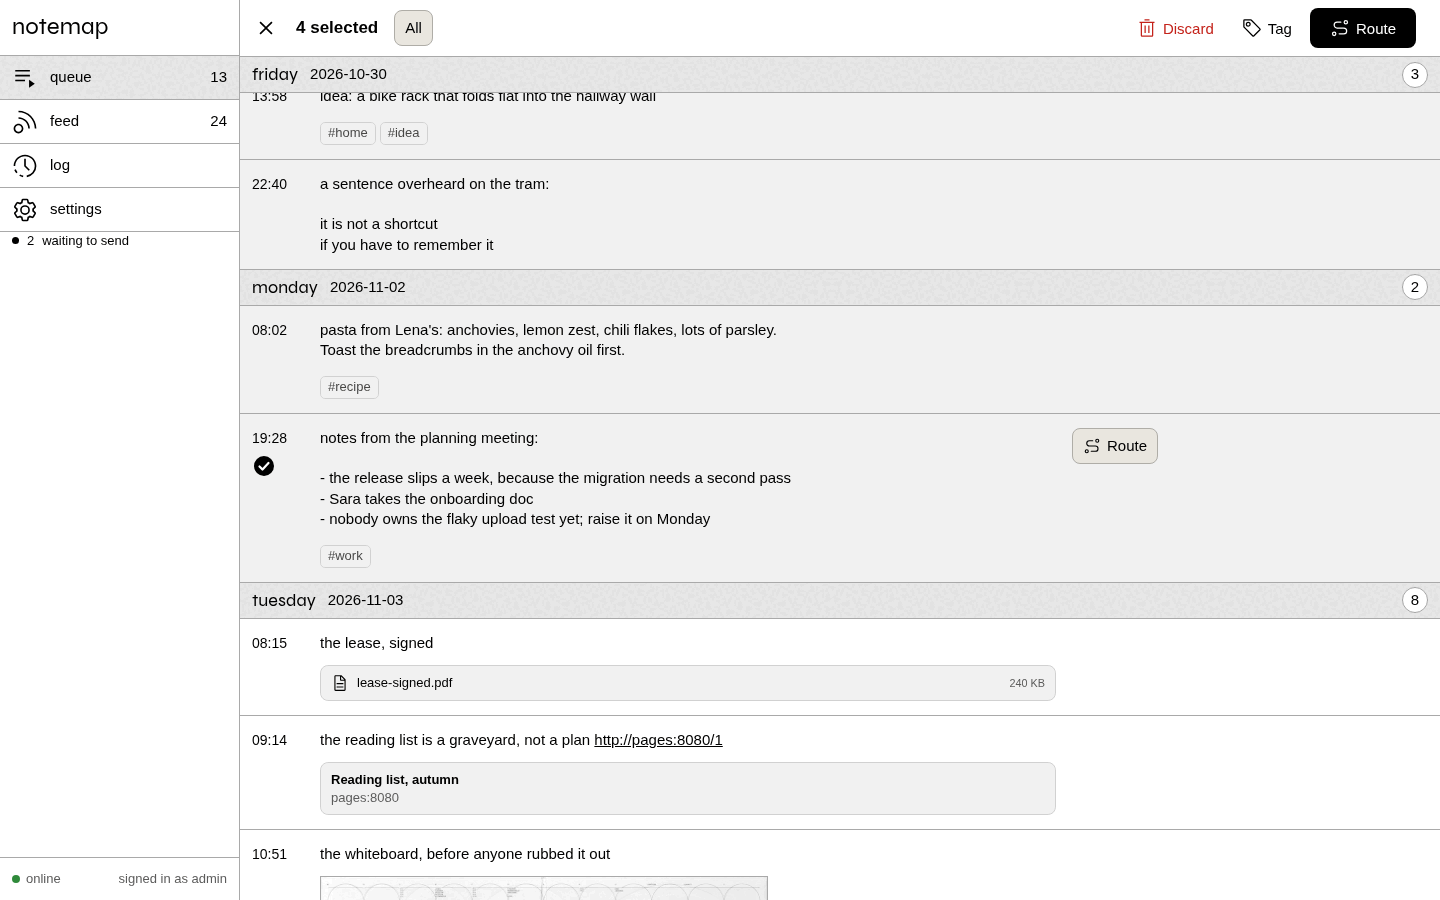 notemap
4 selected
All
Discard
Tag
Route
queue 13
feed 24
log
settings
2 waiting to send
friday 2026-10-30 3
13:58 idea: a bike rack that folds flat into the hallway wall
#home #idea
22:40 a sentence overheard on the tram:
it is not a shortcut
if you have to remember it
monday 2026-11-02 2
08:02 pasta from Lena's: anchovies, lemon zest, chili flakes, lots of parsley.
Toast the breadcrumbs in the anchovy oil first.
#recipe
19:28 notes from the planning meeting:
Route
- the release slips a week, because the migration needs a second pass
- Sara takes the onboarding doc
- nobody owns the flaky upload test yet; raise it on Monday
#work
tuesday 2026-11-03 8
08:15 the lease, signed
lease-signed.pdf 240 KB
09:14 the reading list is a graveyard, not a plan http://pages:8080/1
Reading list, autumn
pages:8080
10:51 the whiteboard, before anyone rubbed it out
online signed in as admin